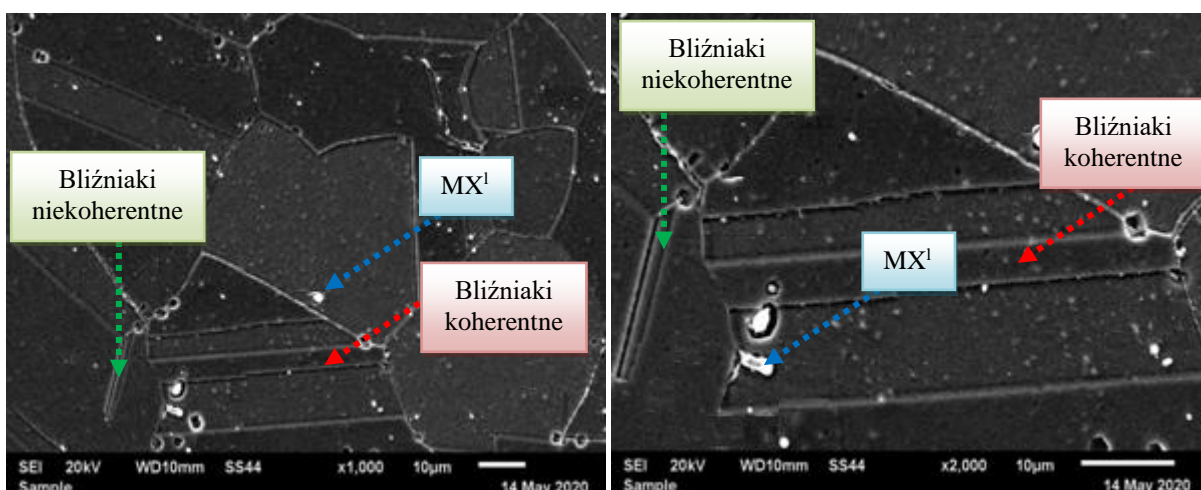 Bliźniaki
niekoherentne
MX¹
Bliźniaki
koherentne
SEI 20kV WD10mm SS44 x1,000 10µm
Sample 14 May 2020
Bliźniaki
niekoherentne
Bliźniaki
koherentne
MX¹
SEI 20kV WD10mm SS44 x2,000 10µm
Sample 14 May 2020